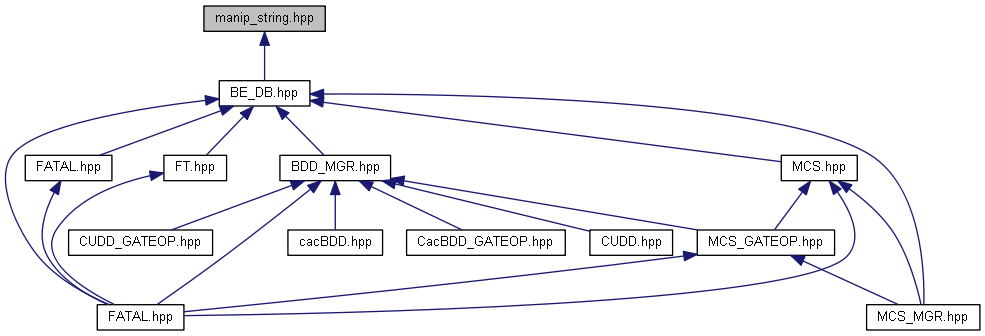 manip_string.hpp
BE_DB.hpp
FATAL.hpp
FT.hpp
BDD_MGR.hpp
MCS.hpp
CUDD_GATEOP.hpp
cacBDD.hpp
CacBDD_GATEOP.hpp
CUDD.hpp
MCS_GATEOP.hpp
FATAL.hpp
MCS_MGR.hpp